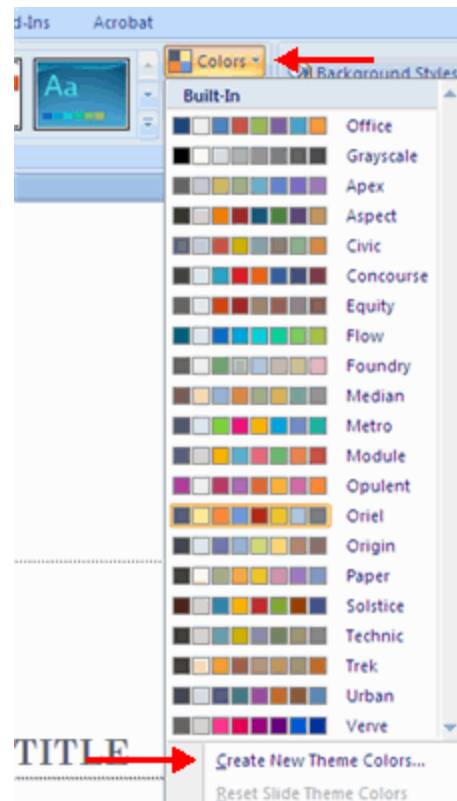 d-Ins Acrobat
Colors
Background Styles
Aa
Built-In
Office
Grayscale
Apex
Aspect
Civic
Concourse
Equity
Flow
Foundry
Median
Metro
Module
Opulent
Oriel
Origin
Paper
Solstice
Technic
Trek
Urban
Verve
TITLE
Create New Theme Colors...
Reset Slide Theme Colors